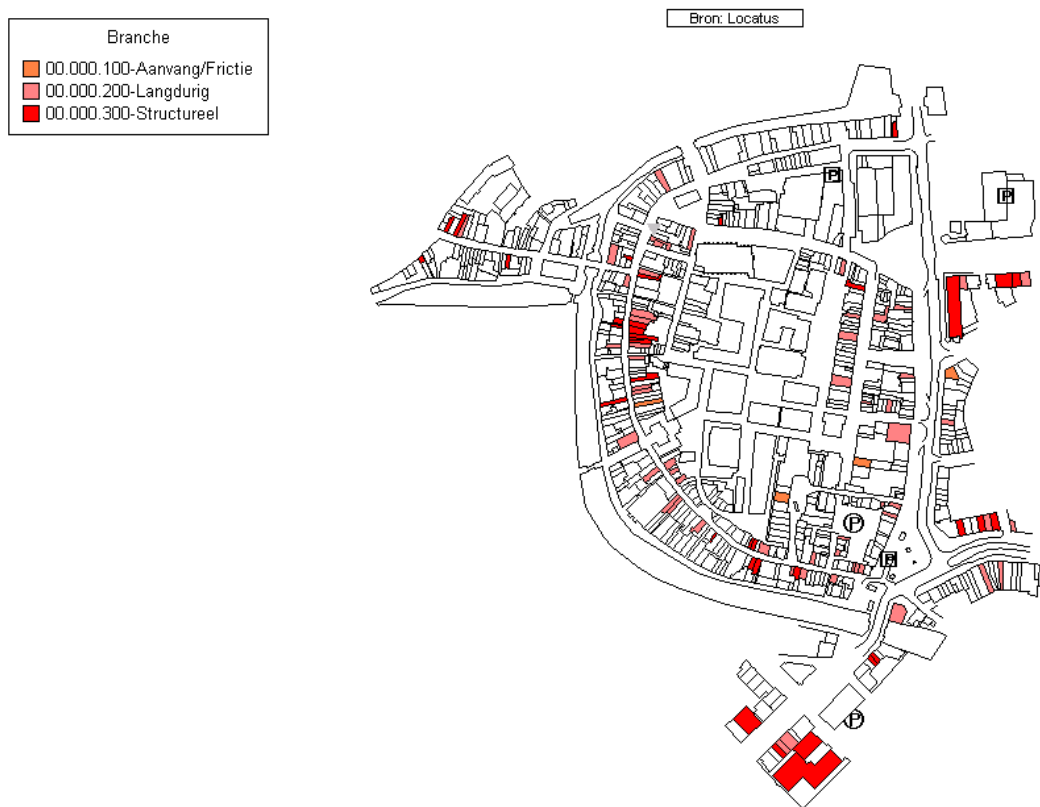 Bron: Locatus
Branche
00.000.100-Aanvang/Frictie
00.000.200-Langdurig
00.000.300-Structureel
P
P
P
P
P